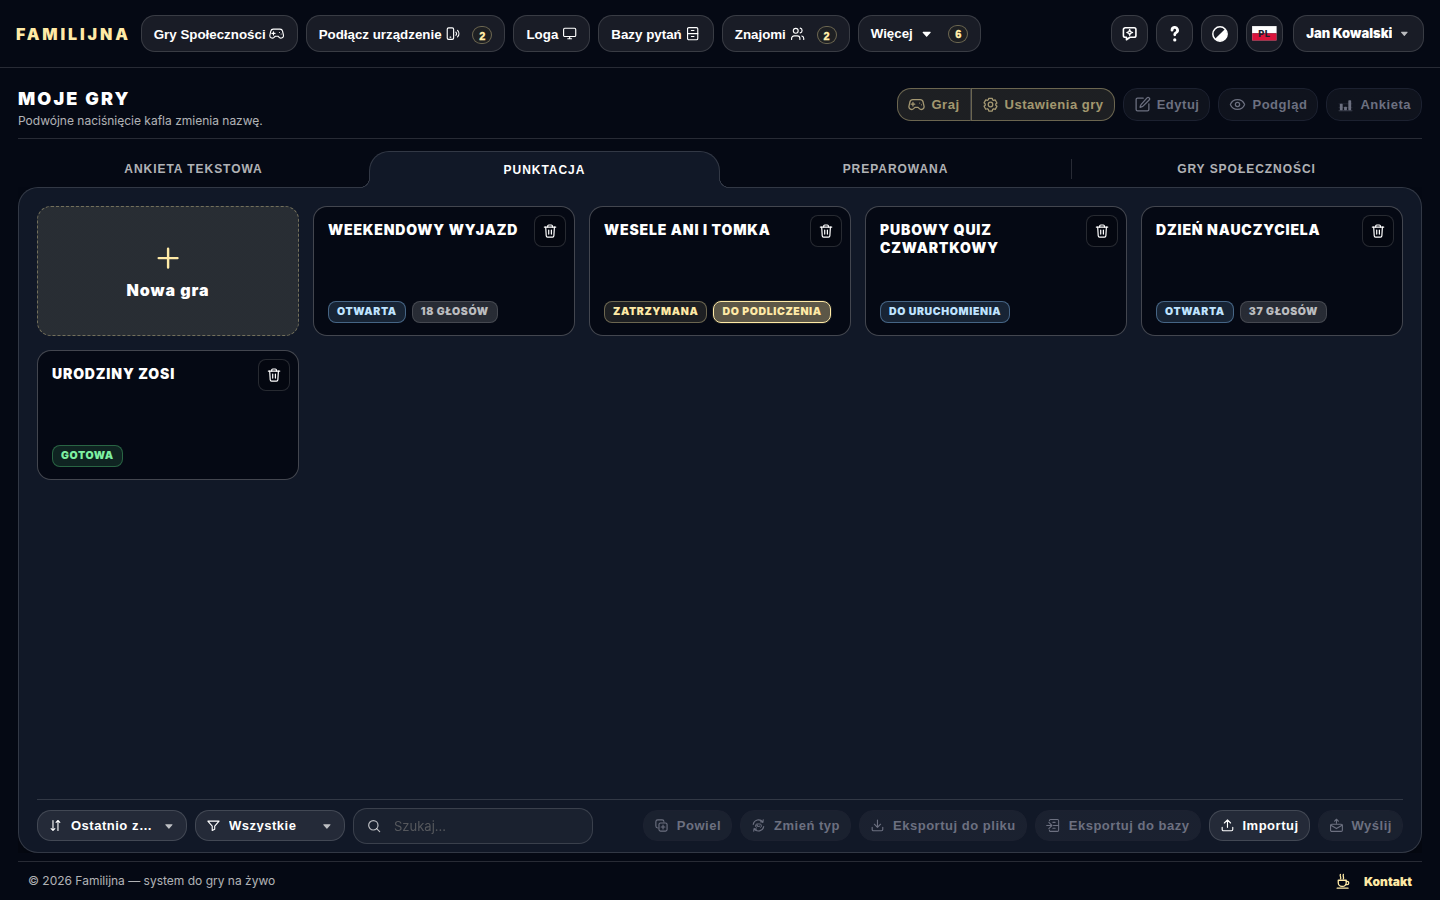 FAMILIJNA
Gry Społeczności
Podłącz urządzenie 2
Loga
Bazy pytań
Znajomi 2
Więcej 6
?
PL
Jan Kowalski
MOJE GRY
Podwójne naciśnięcie kafla zmienia nazwę.
Graj
Ustawienia gry
Edytuj
Podgląd
Ankieta
ANKIETA TEKSTOWA
PUNKTACJA
PREPAROWANA
GRY SPOŁECZNOŚCI
Nowa gra
WEEKENDOWY WYJAZD
OTWARTA
18 GŁOSÓW
WESELE ANI I TOMKA
ZATRZYMANA
DO PODLICZENIA
PUBOWY QUIZ
CZWARTKOWY
DO URUCHOMIENIA
DZIEŃ NAUCZYCIELA
OTWARTA
37 GŁOSÓW
URODZINY ZOSI
GOTOWA
Ostatnio z...
Wszystkie
Szukaj...
Powiel
Zmień typ
Eksportuj do pliku
Eksportuj do bazy
Importuj
Wyślij
© 2026 Familijna — system do gry na żywo
Kontakt